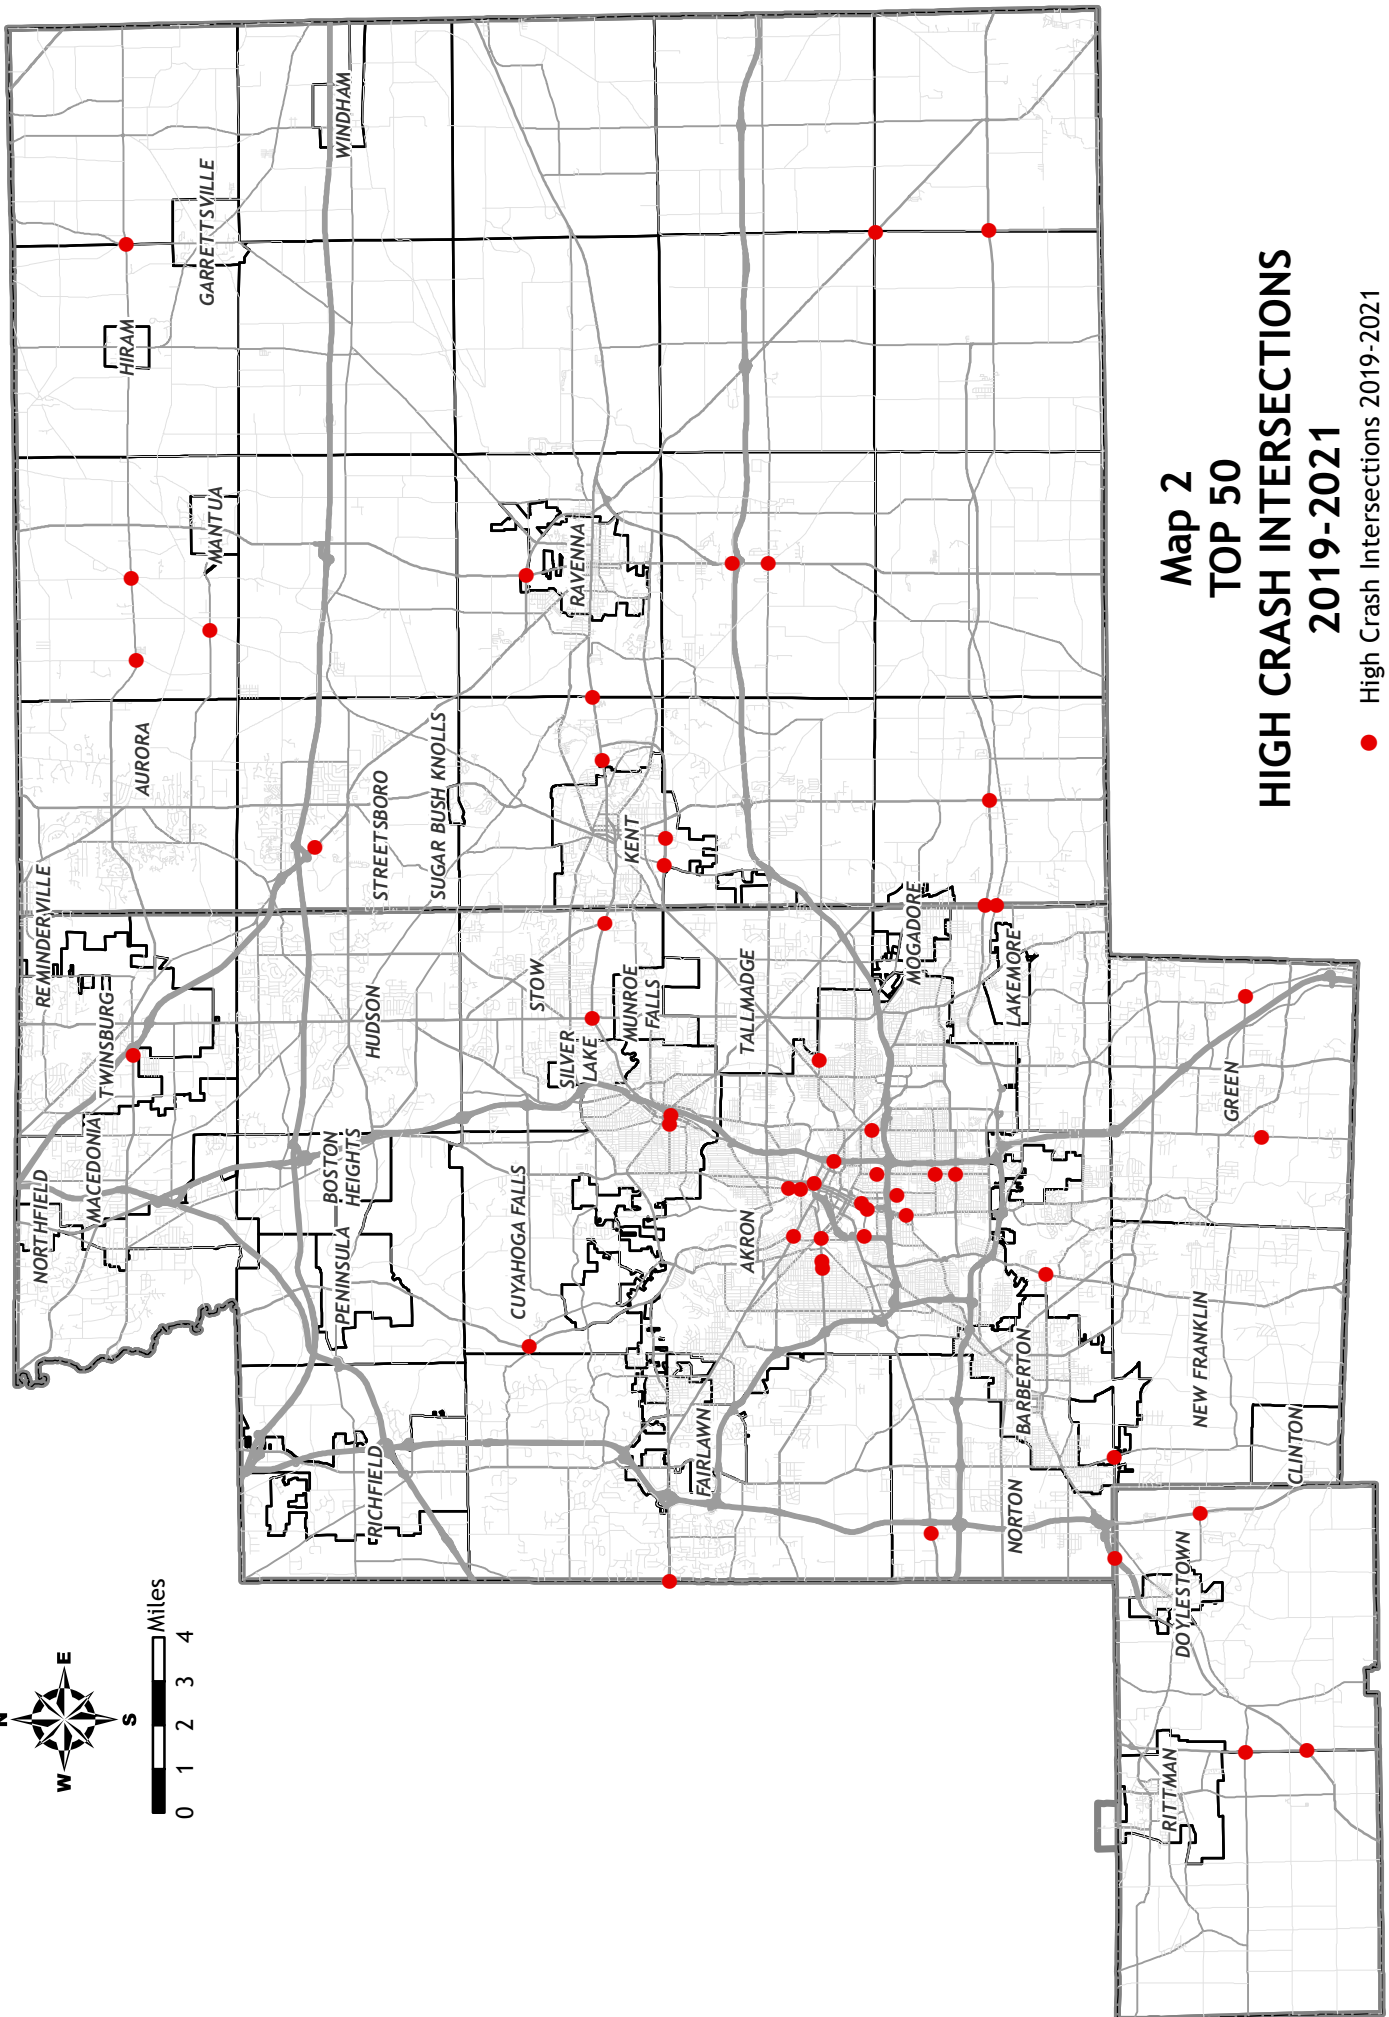 Map 2
TOP 50
HIGH CRASH INTERSECTIONS
2019-2021
High Crash Intersections 2019-2021
N
W
E
S
0 1 2 3 4
Miles
NORTHFIELD
MACEDONIA
TWINSBURG
REMINDERVILLE
AURORA
MANTUA
HIRAM
GARRETTSVILLE
WINDHAM
RICHFIELD
PENINSULA
BOSTON
HEIGHTS
HUDSON
STREETSBORO
SUGAR BUSH KNOLLS
CUYAHOGA FALLS
SILVER
LAKE
STOW
MUNROE
FALLS
KENT
RAVENNA
FAIRLAWN
AKRON
TALLMADGE
MOGADORE
LAKEMORE
NORTON
BARBERTON
NEW FRANKLIN
GREEN
CLINTON
DOYLESTOWN
RITTMAN